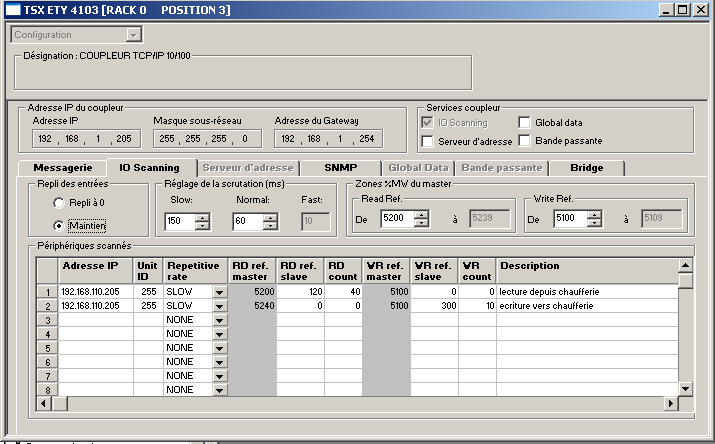 TSX ETY 4103 [RACK 0 POSITION 3]
Configuration
Désignation : COUPLEUR TCP/IP 10/100
Adresse IP du coupleur
Adresse IP Masque sous-réseau Adresse du Gateway
192 , 168 , 1 , 205 255 , 255 , 255 , 0 192 , 168 , 1 , 254
Services coupleur
IO Scanning Global data
Serveur d'adresse Bande passante
Messagerie IO Scanning Serveur d'adresse SNMP Global Data Bande passante Bridge
Repli des entrées
Repli à 0
Maintien
Réglage de la scrutation (ms)
Slow: Normal: Fast:
150 60 10
Zones %MW du master
Read Ref.
De 5200 à 5239
Write Ref.
De 5100 à 5109
Périphériques scannés
Adresse IP Unit ID Repetitive rate RD ref. master RD ref. slave RD count WR ref. master WR ref. slave WR count Description
1 192.168.110.205 255 SLOW 5200 120 40 5100 0 0 lecture depuis chaufferie
2 192.168.110.205 255 SLOW 5240 0 0 5100 300 10 ecriture vers chaufferie
3 NONE
4 NONE
5 NONE
6 NONE
7 NONE
8 NONE